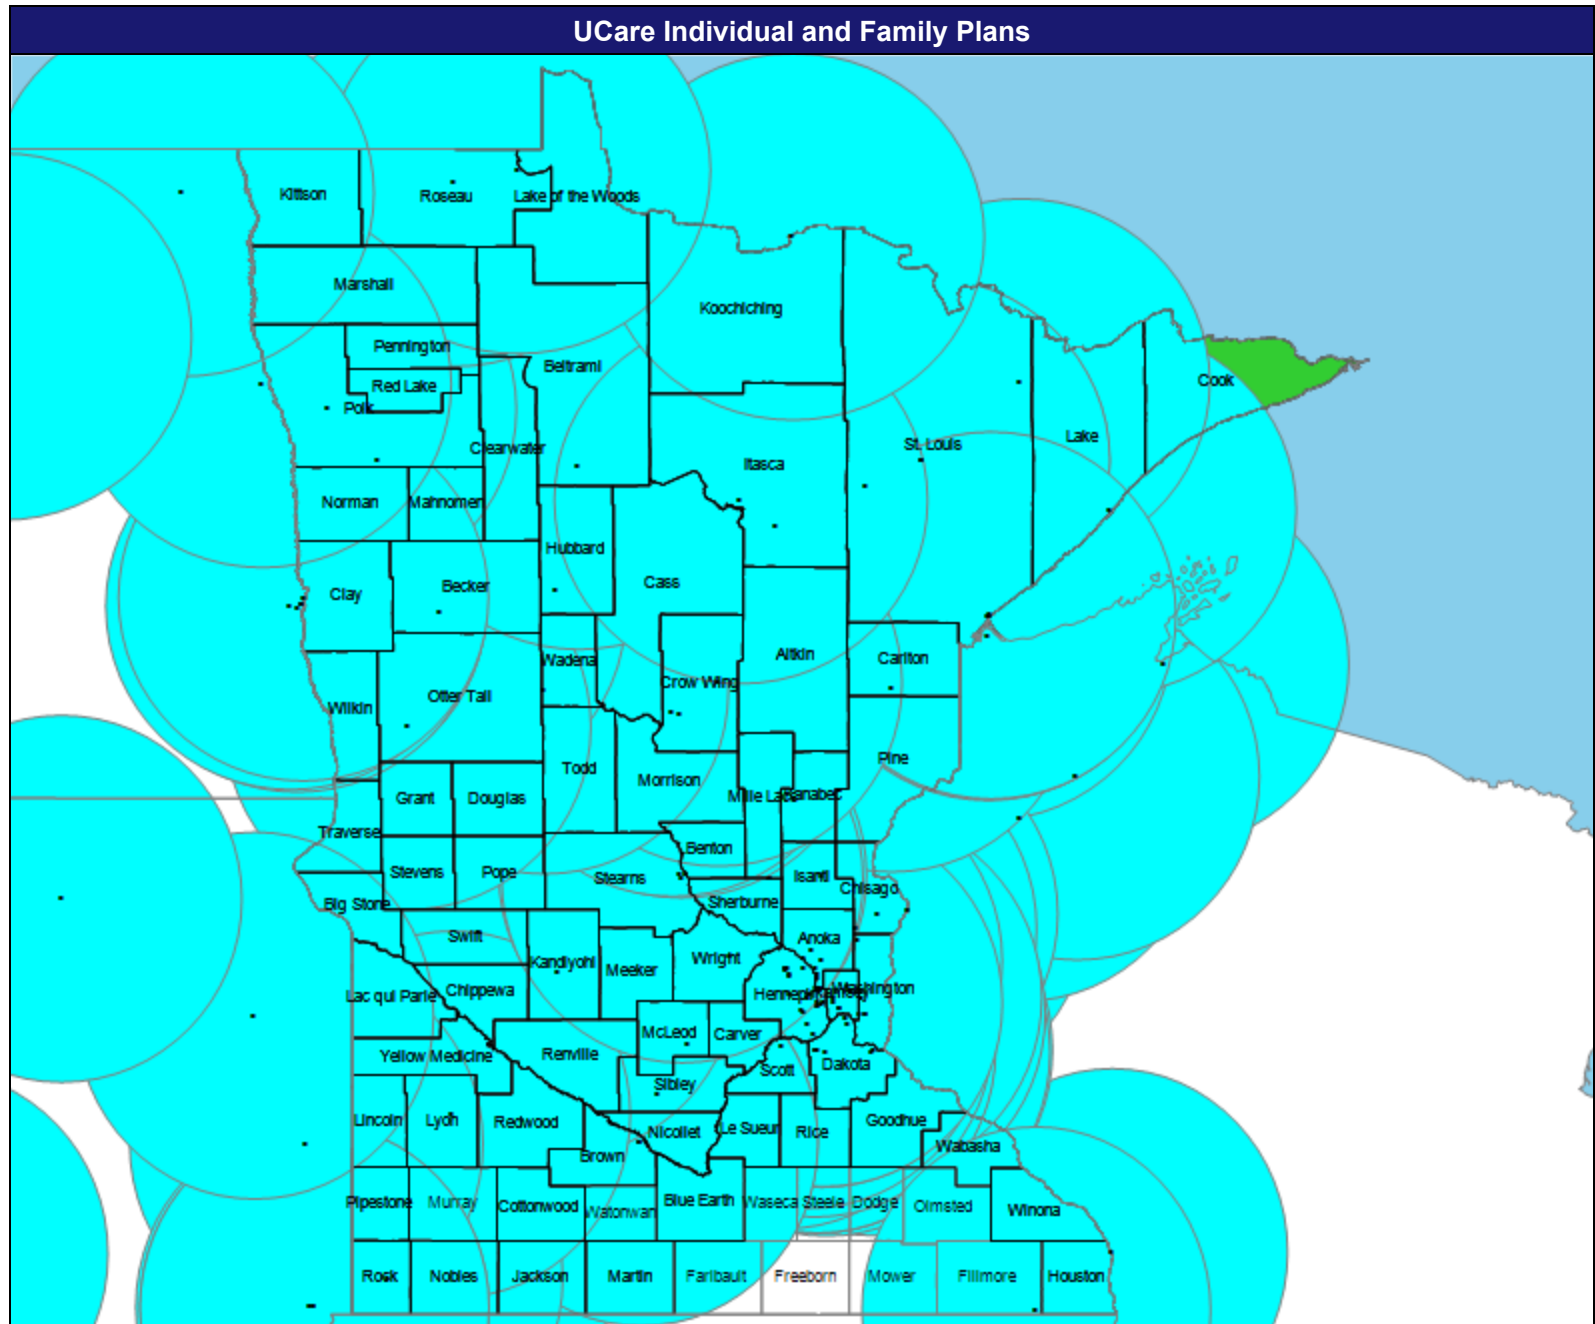 UCare Individual and Family Plans
Kittson
Roseau
Lake of the Woods
Marshall
Koochiching
Pennington
Beltrami
Red Lake
Cook
Polk
Clearwater
St. Louis
Lake
Itasca
Norman
Mahnomen
Hubbard
Cass
Clay
Becker
Wadena
Aitkin
Carlton
Crow Wing
Otter Tail
Wilkin
Pine
Todd
Morrison
Grant
Douglas
Mille Lacs
Kanabec
Traverse
Benton
Stevens
Pope
Stearns
Isanti
Chisago
Big Stone
Sherburne
Swift
Anoka
Kandiyohi
Meeker
Wright
Lac qui Parle
Chippewa
Hennepin
Ramsey
Washington
McLeod
Carver
Yellow Medicine
Renville
Scott
Dakota
Sibley
Lincoln
Lyon
Redwood
Nicollet
Le Sueur
Rice
Goodhue
Brown
Wabasha
Pipestone
Murray
Cottonwood
Watonwan
Blue Earth
Waseca
Steele
Dodge
Olmsted
Winona
Rock
Nobles
Jackson
Martin
Faribault
Freeborn
Mower
Fillmore
Houston